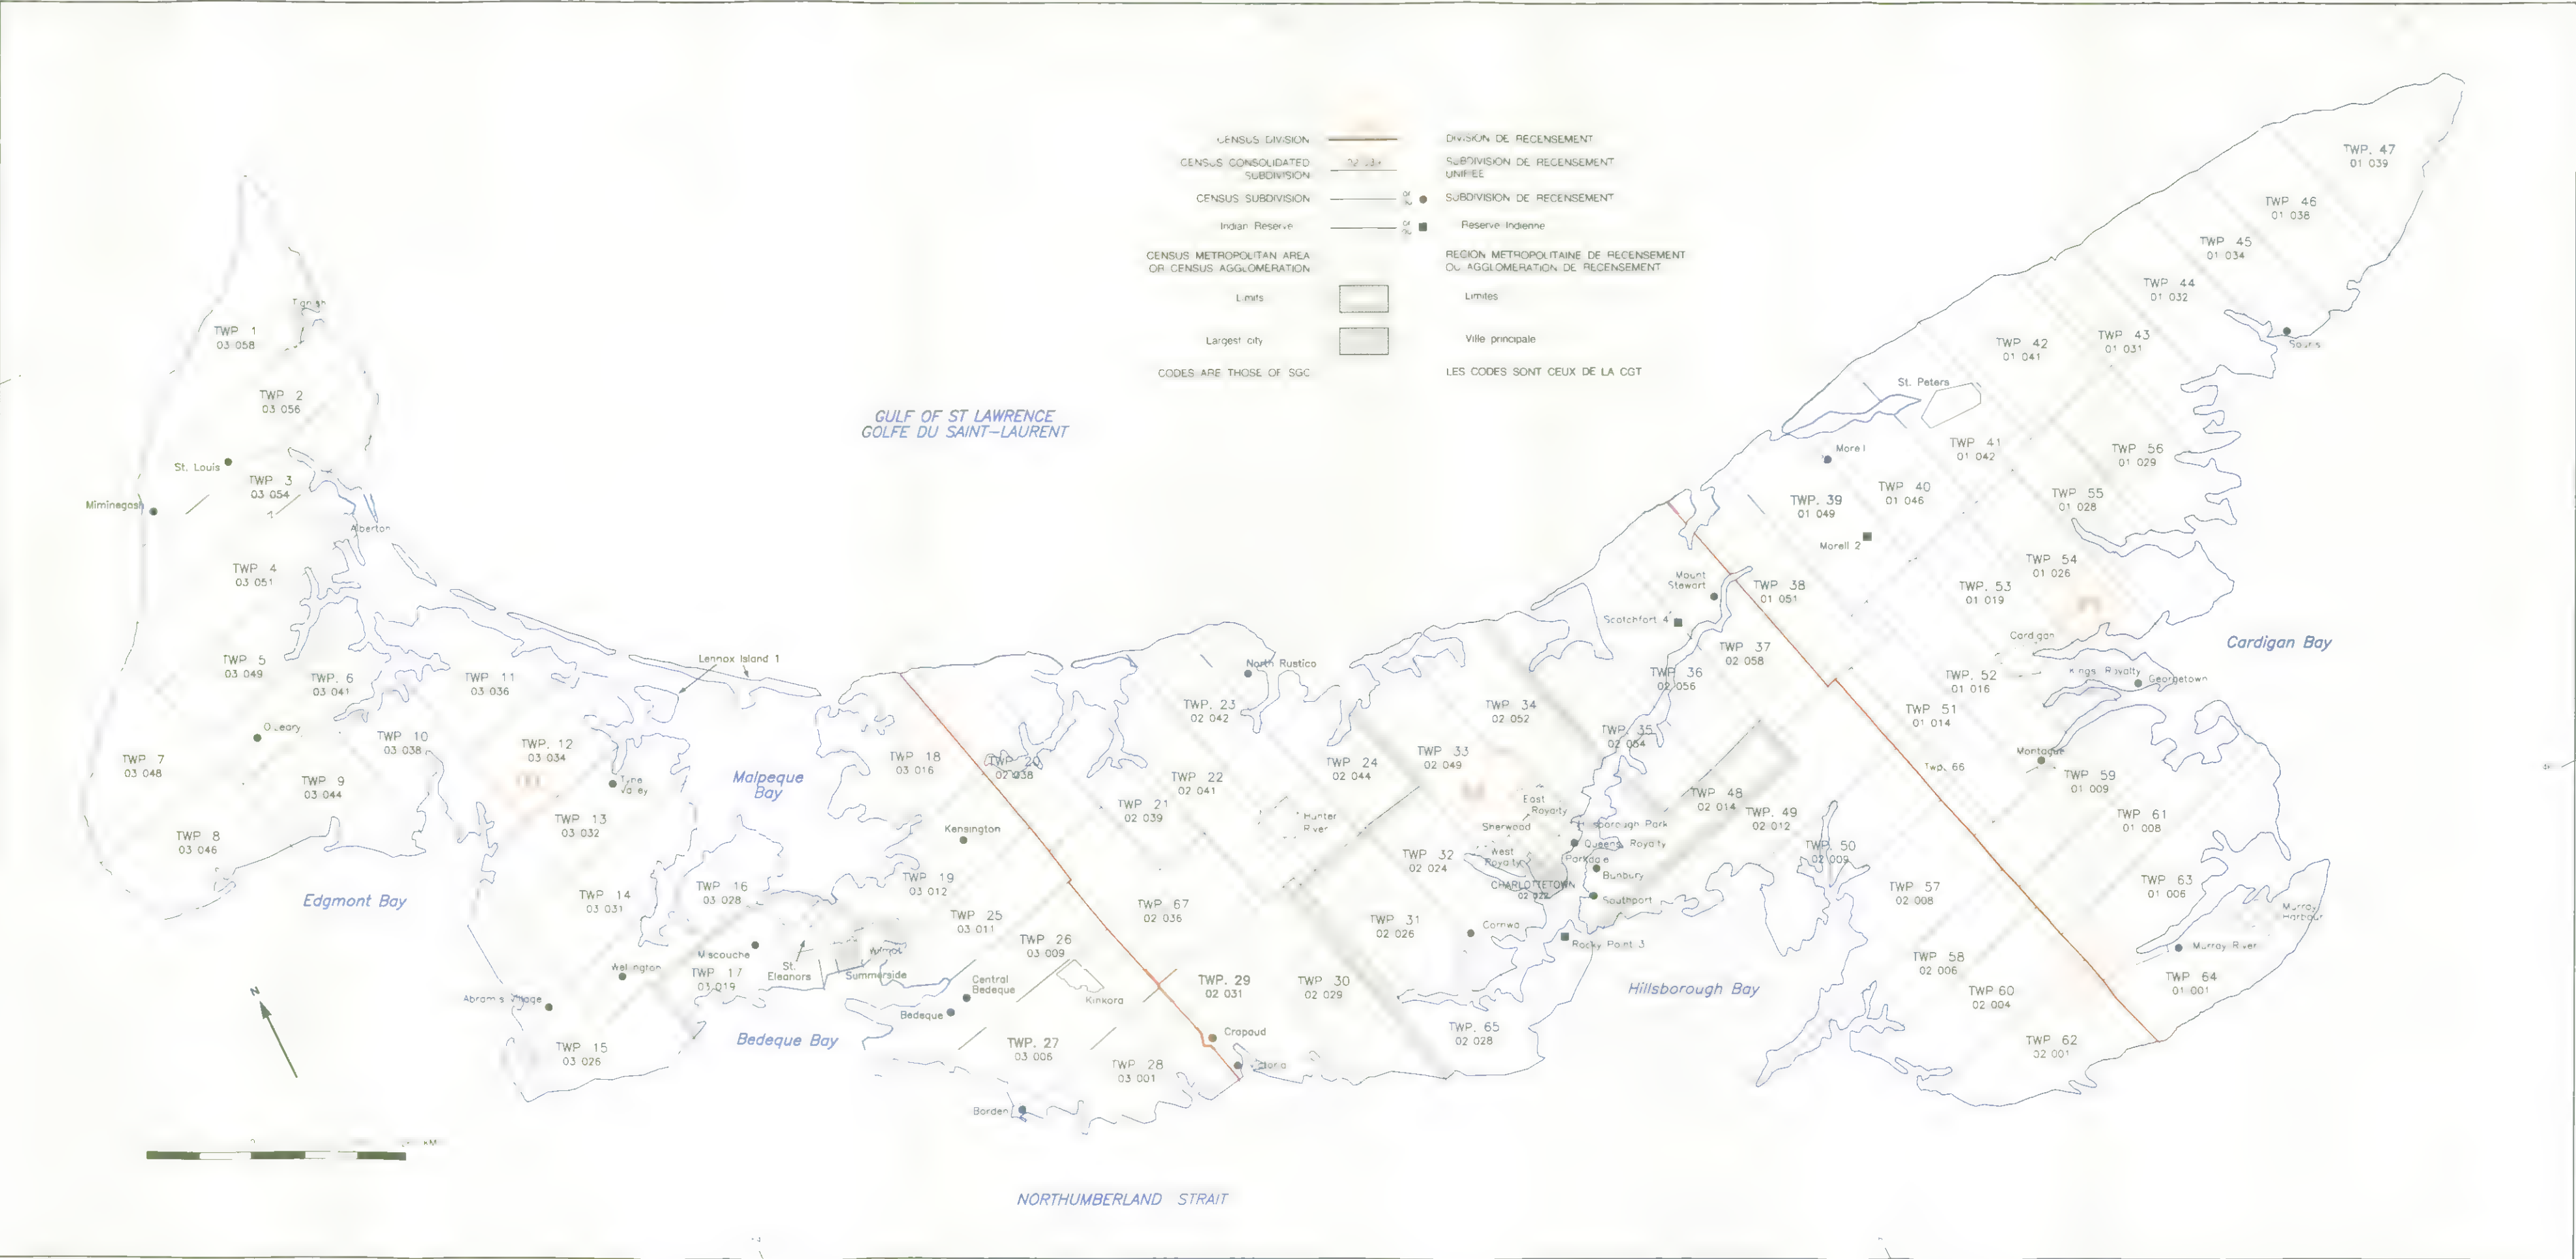 CENSUS DIVISION
DIVISION DE RECENSEMENT
CENSUS CONSOLIDATED
SUBDIVISION
SUBDIVISION DE RECENSEMENT
UNIFIEE
CENSUS SUBDIVISION
SUBDIVISION DE RECENSEMENT
Indian Reserve
Reserve Indienne
CENSUS METROPOLITAN AREA
OR CENSUS AGGLOMERATION
REGION METROPOLITAINE DE RECENSEMENT
OU AGGLOMERATION DE RECENSEMENT
Limits
Limites
Largest city
Ville principale
CODES ARE THOSE OF SGC
LES CODES SONT CEUX DE LA CGT
GULF OF ST LAWRENCE
GOLFE DU SAINT-LAURENT
Tignish
TWP 1
03 058
TWP 2
03 056
St. Louis
TWP 3
03 054
Miminegash
Alberton
TWP 4
03 051
TWP 5
03 049
TWP. 6
03 041
TWP 11
03 036
Lennox Island 1
O'Leary
TWP 7
03 048
TWP 10
03 038
TWP 9
03 044
TWP. 12
03 034
Tyne
Valley
TWP 8
03 046
TWP 13
03 032
Malpeque
Bay
Edgmont Bay
TWP 14
03 031
TWP 16
03 028
Miscouche
St.
Eleanors
Wilmot
Summerside
Wellington
TWP 17
03 019
Abram's Village
TWP 15
03 026
Bedeque Bay
N
KM
TWP 18
03 016
TWP 20
02 038
Kensington
TWP 19
03 012
TWP 25
03 011
TWP 26
03 009
Central
Bedeque
Kinkora
Bedeque
TWP. 27
03 006
TWP 28
03 001
Borden
TWP. 23
02 042
North Rustico
TWP 22
02 041
TWP 21
02 039
TWP 24
02 044
Hunter
River
TWP 67
02 036
TWP. 29
02 031
TWP 30
02 029
Crapaud
Victoria
TWP 34
02 052
TWP 33
02 049
TWP. 35
02 054
TWP 36
02 056
TWP 37
02 058
Mount
Stewart
Scotchfort 4
TWP 32
02 024
East
Royalty
Sherwood
West
Royalty
Hillsborough Park
Queens Royalty
Parkdale
Bunbury
CHARLOTTETOWN
02 022
Southport
TWP 31
02 026
Cornwall
Rocky Point 3
TWP. 65
02 028
Hillsborough Bay
TWP 48
02 014
TWP. 49
02 012
TWP 50
02 009
TWP 57
02 008
TWP 58
02 006
TWP 60
02 004
TWP 62
02 001
TWP. 47
01 039
TWP 46
01 038
TWP 45
01 034
TWP 44
01 032
TWP 43
01 031
TWP 42
01 041
Souris
St. Peters
Morell
TWP 41
01 042
TWP 56
01 029
TWP 40
01 046
TWP. 39
01 049
TWP 55
01 028
Morell 2
TWP 38
01 051
TWP 54
01 026
TWP. 53
01 019
Cardigan
Cardigan Bay
Kings Royalty
Georgetown
TWP. 52
01 016
TWP 51
01 014
Montague
Twp. 66
TWP 59
01 009
TWP 61
01 008
TWP 63
01 006
Murray
Harbour
Murray River
TWP 64
01 001
NORTHUMBERLAND STRAIT